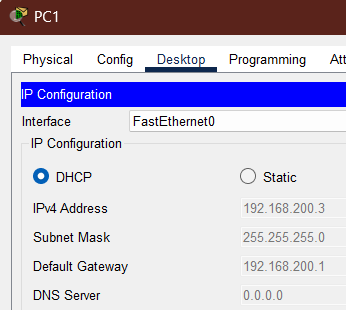 PC1
Physical Config Desktop Programming Att
IP Configuration
Interface FastEthernet0
IP Configuration
DHCP Static
IPv4 Address 192.168.200.3
Subnet Mask 255.255.255.0
Default Gateway 192.168.200.1
DNS Server 0.0.0.0